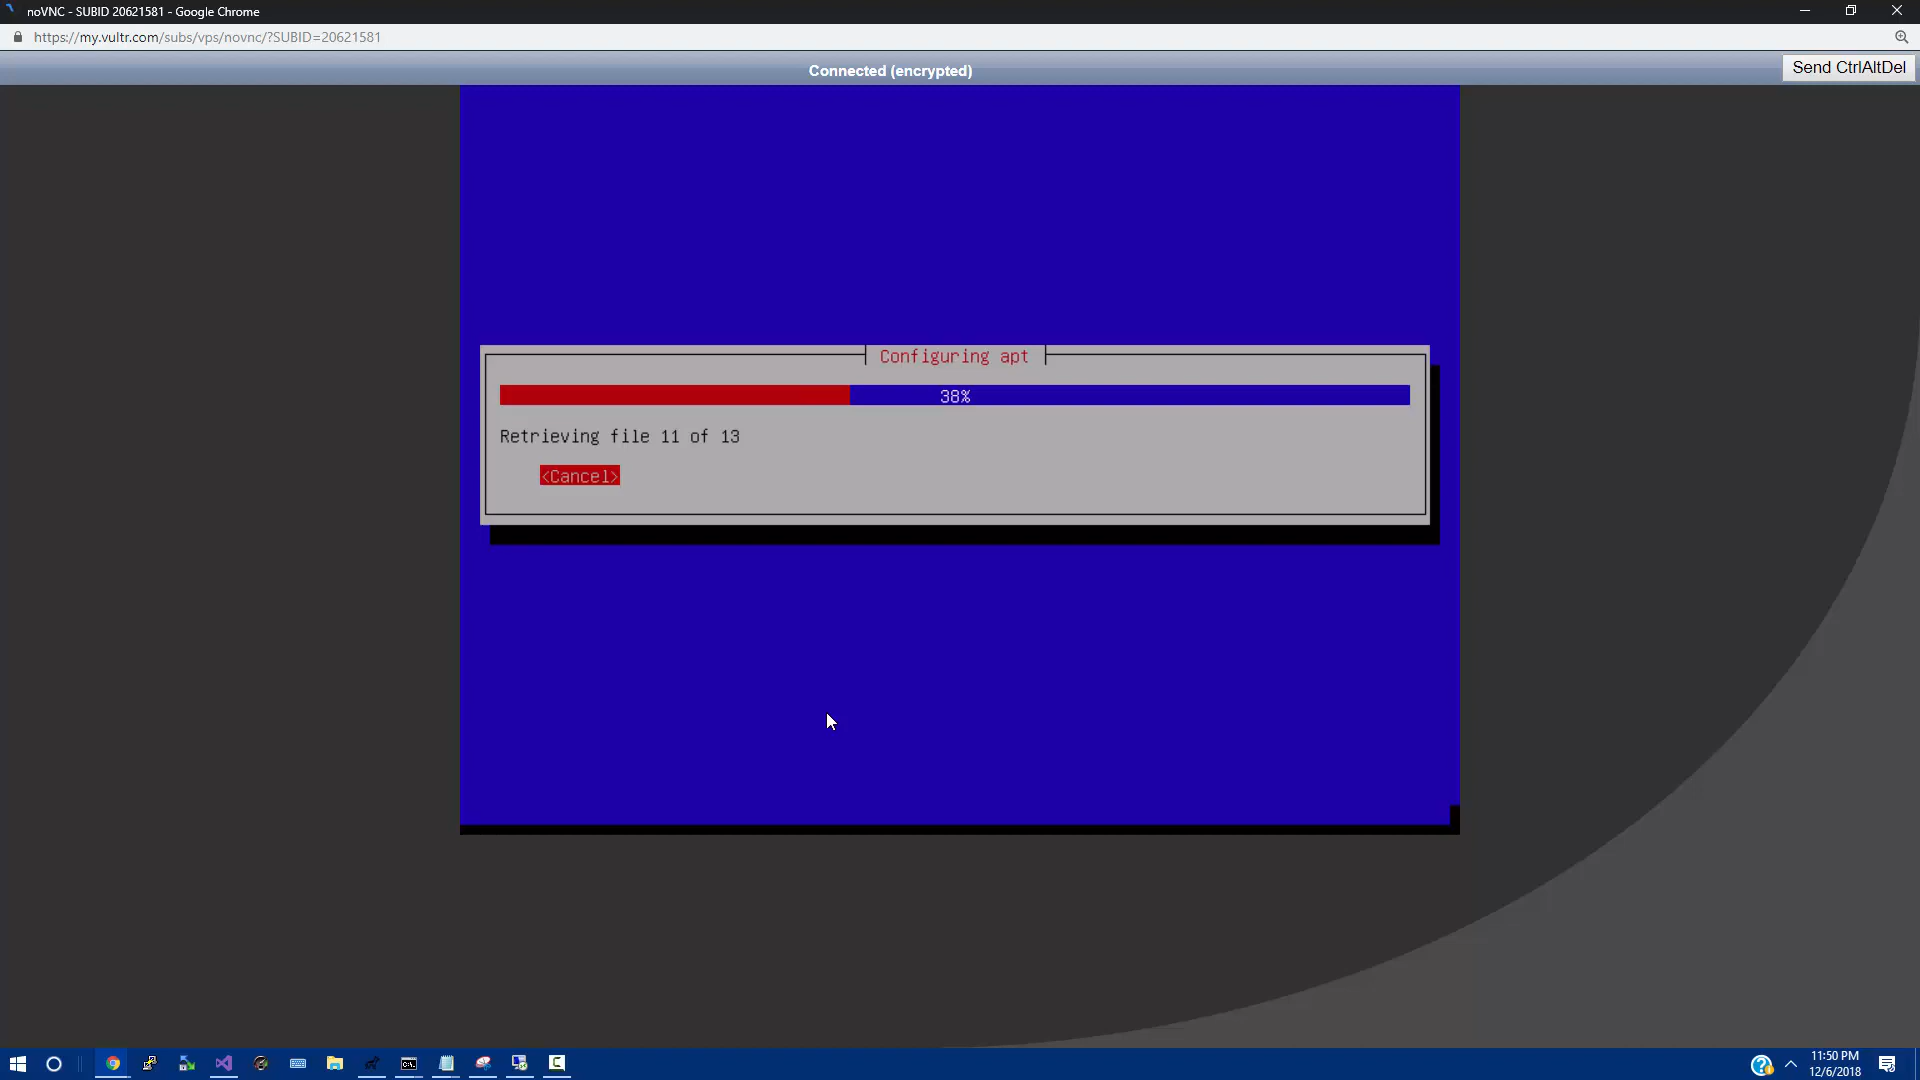 noVNC - SUBID 20621581 - Google Chrome
https://my.vultr.com/subs/vps/novnc/?SUBID=20621581
Connected (encrypted)
Send CtrlAltDel
Configuring apt
38%
Retrieving file 11 of 13
<Cancel>
11:50 PM
12/6/2018